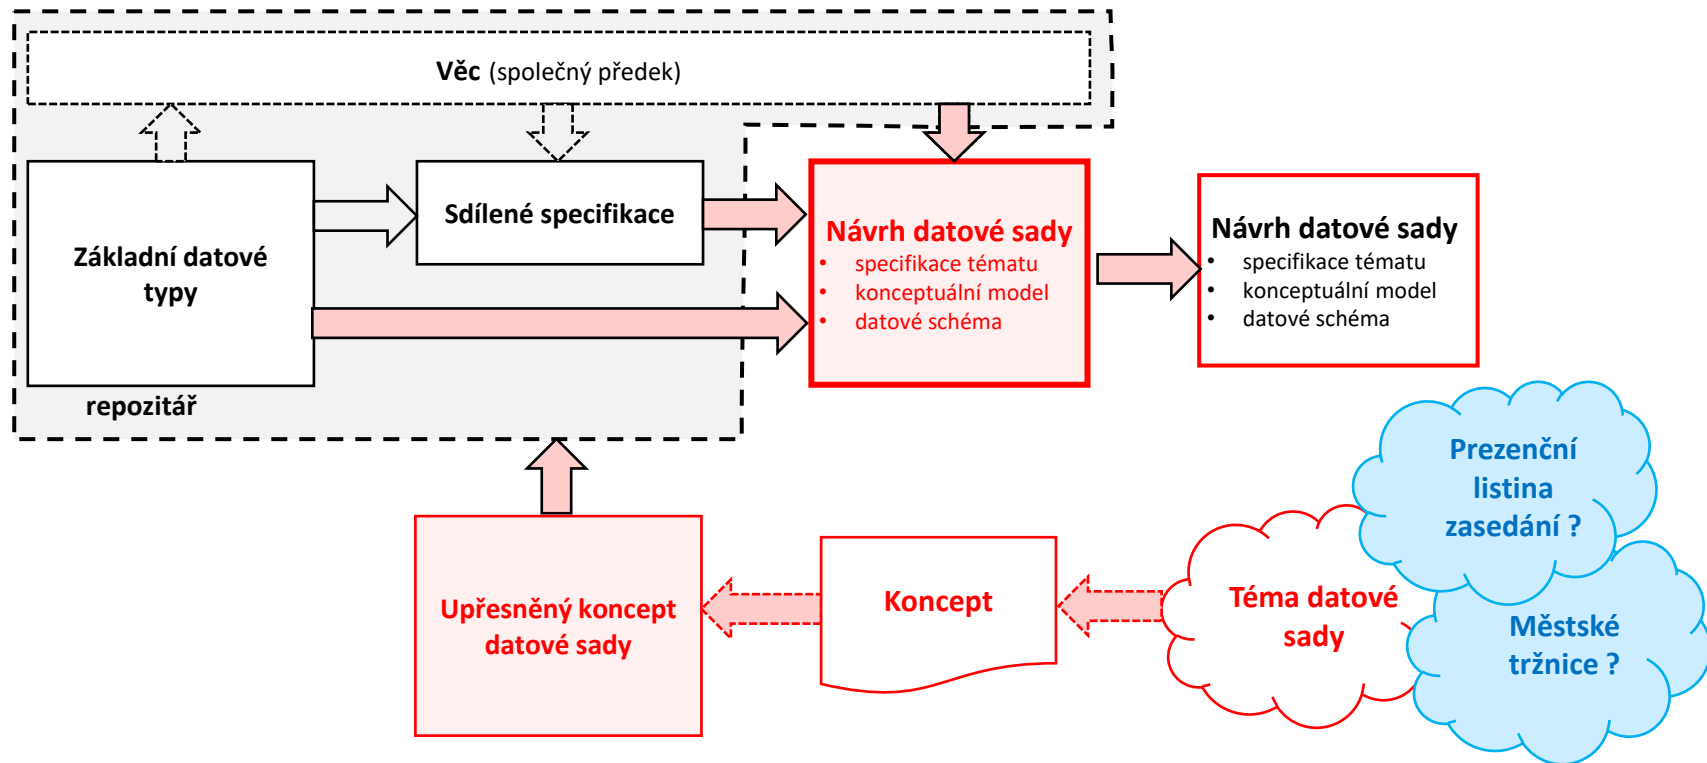 Věc (společný předek)
Základní datové
typy
Sdílené specifikace
Návrh datové sady
• specifikace tématu
• konceptuální model
• datové schéma
Návrh datové sady
• specifikace tématu
• konceptuální model
• datové schéma
repozitář
Upřesněný koncept
datové sady
Koncept
Téma datové
sady
Prezenční
listina
zasedání ?
Městské
tržnice ?